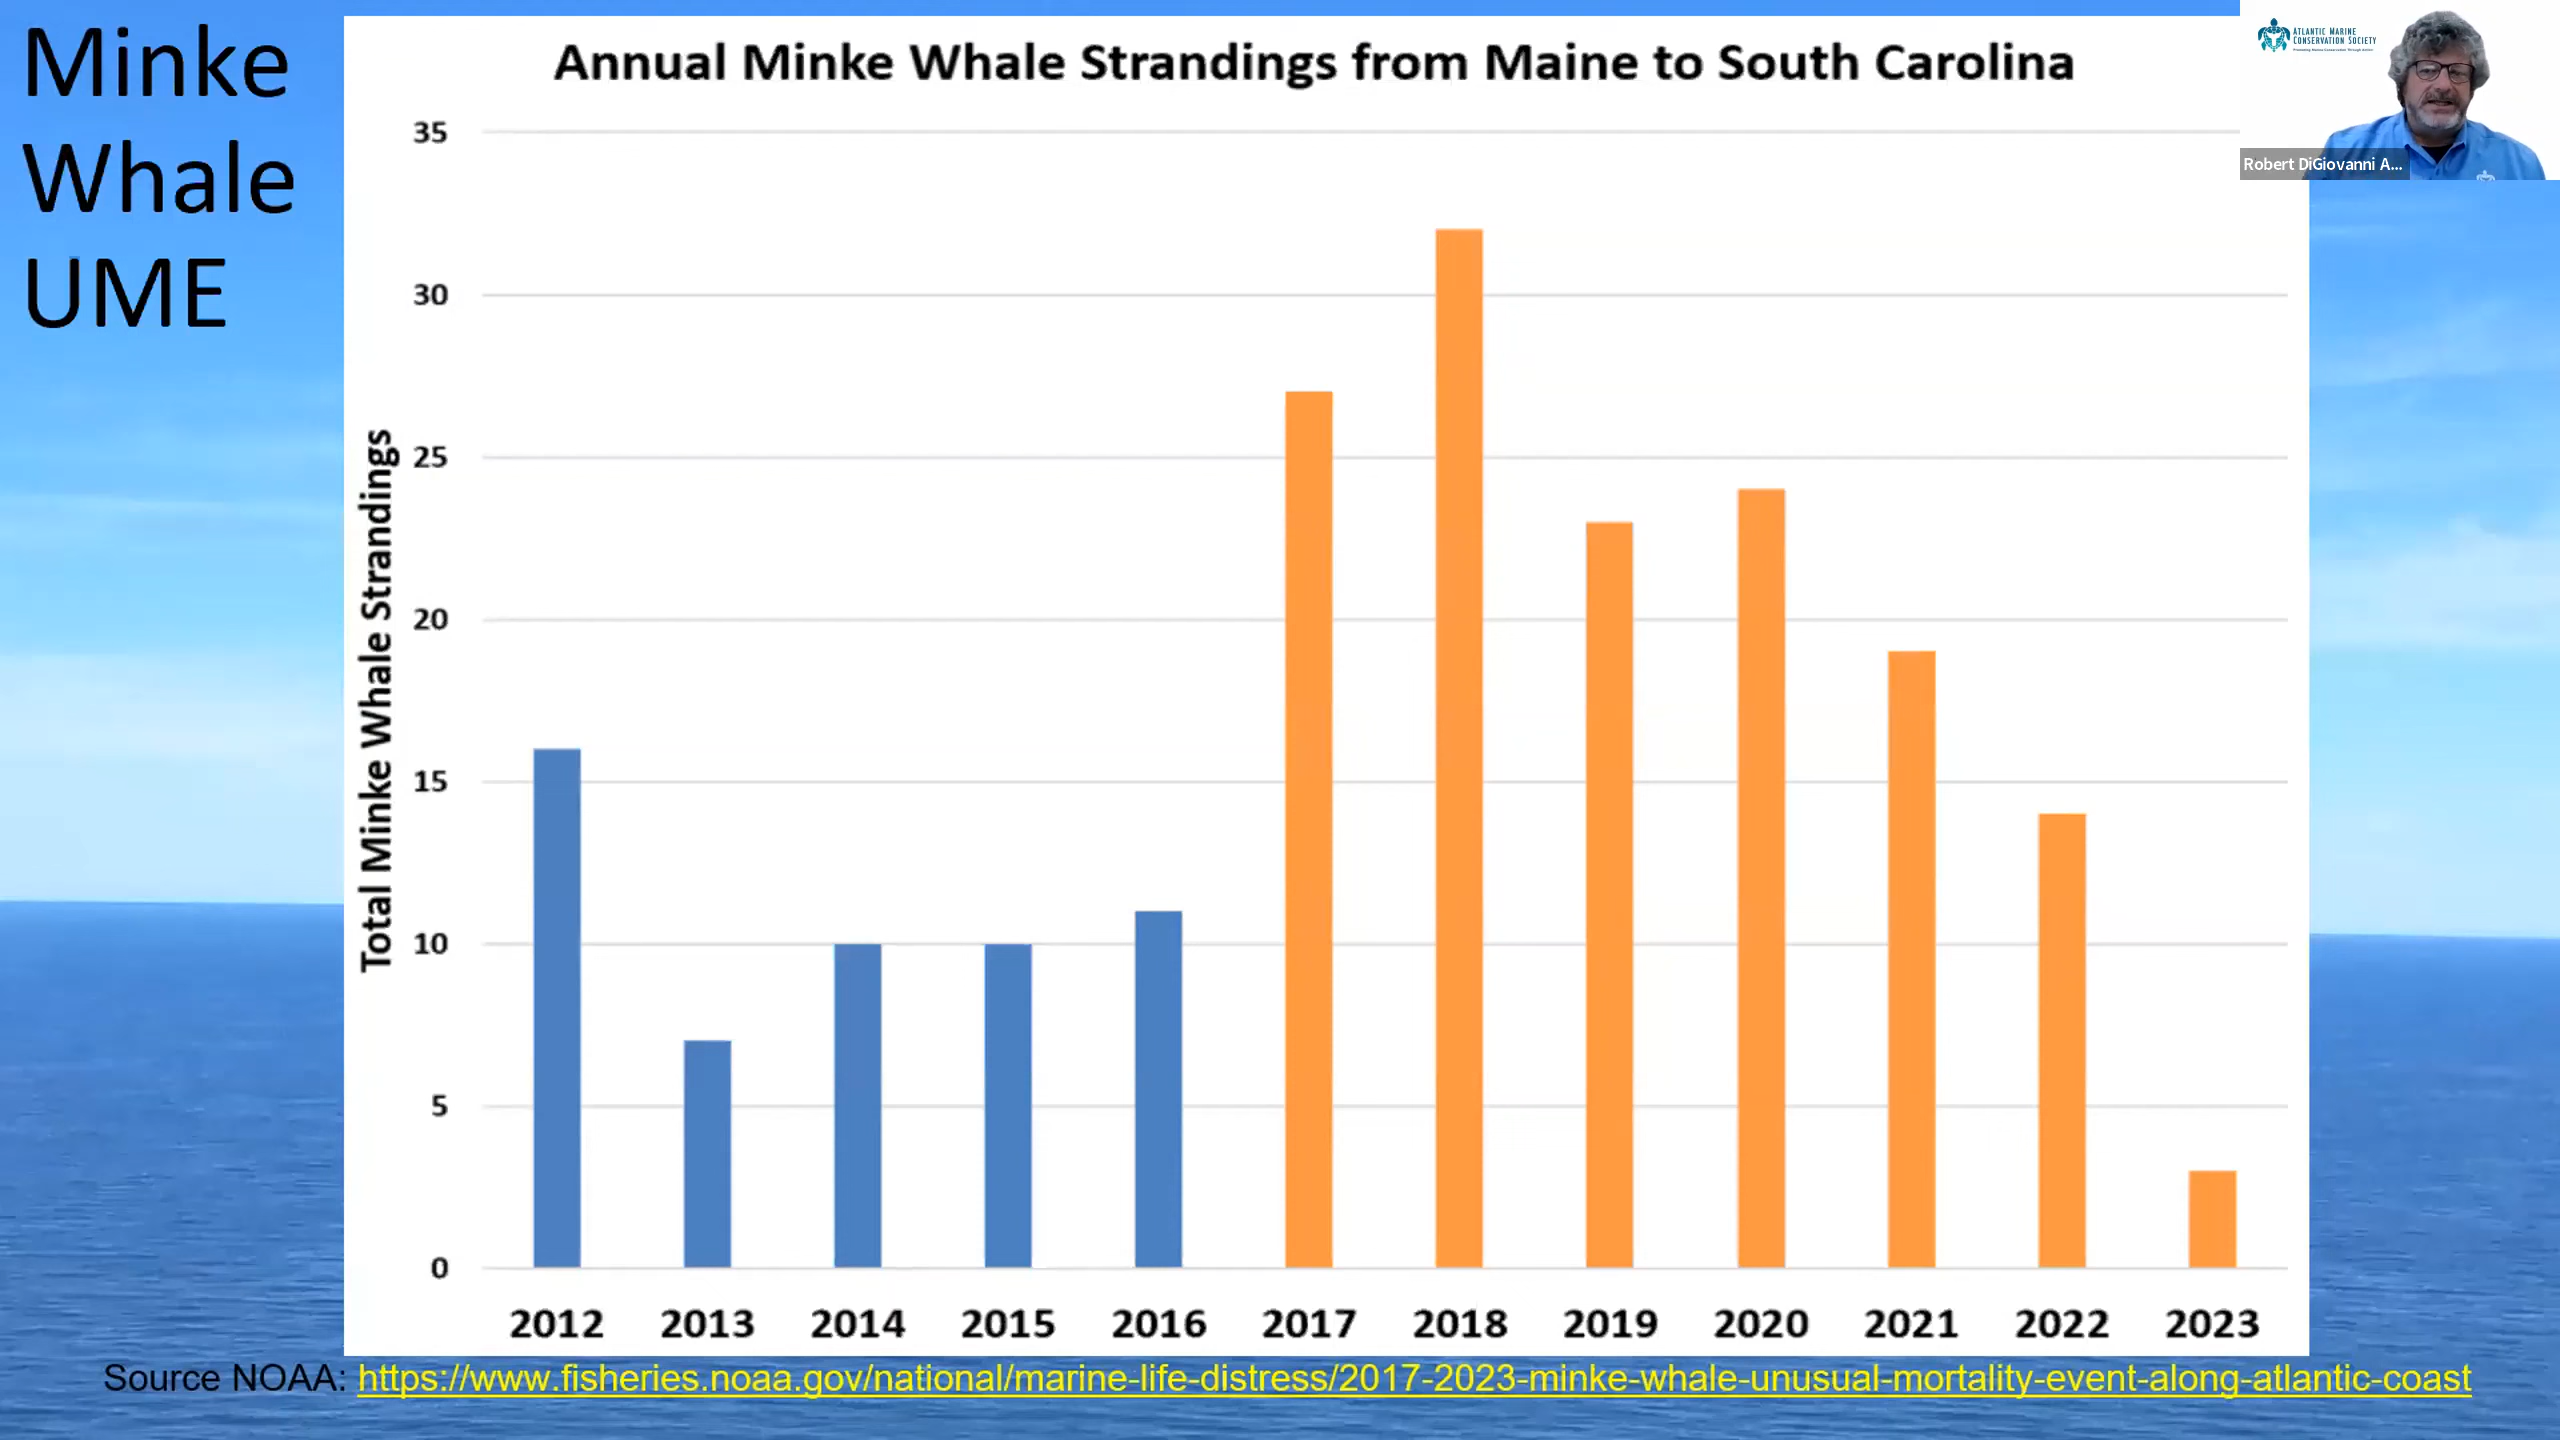 Minke
Whale
UME
Annual Minke Whale Strandings from Maine to South Carolina
ATLANTIC MARINE
CONSERVATION SOCIETY
Robert DiGiovanni A...
Total Minke Whale Strandings
35
30
25
20
15
10
5
0
2012 2013 2014 2015 2016 2017 2018 2019 2020 2021 2022 2023
Source NOAA: https://www.fisheries.noaa.gov/national/marine-life-distress/2017-2023-minke-whale-unusual-mortality-event-along-atlantic-coast